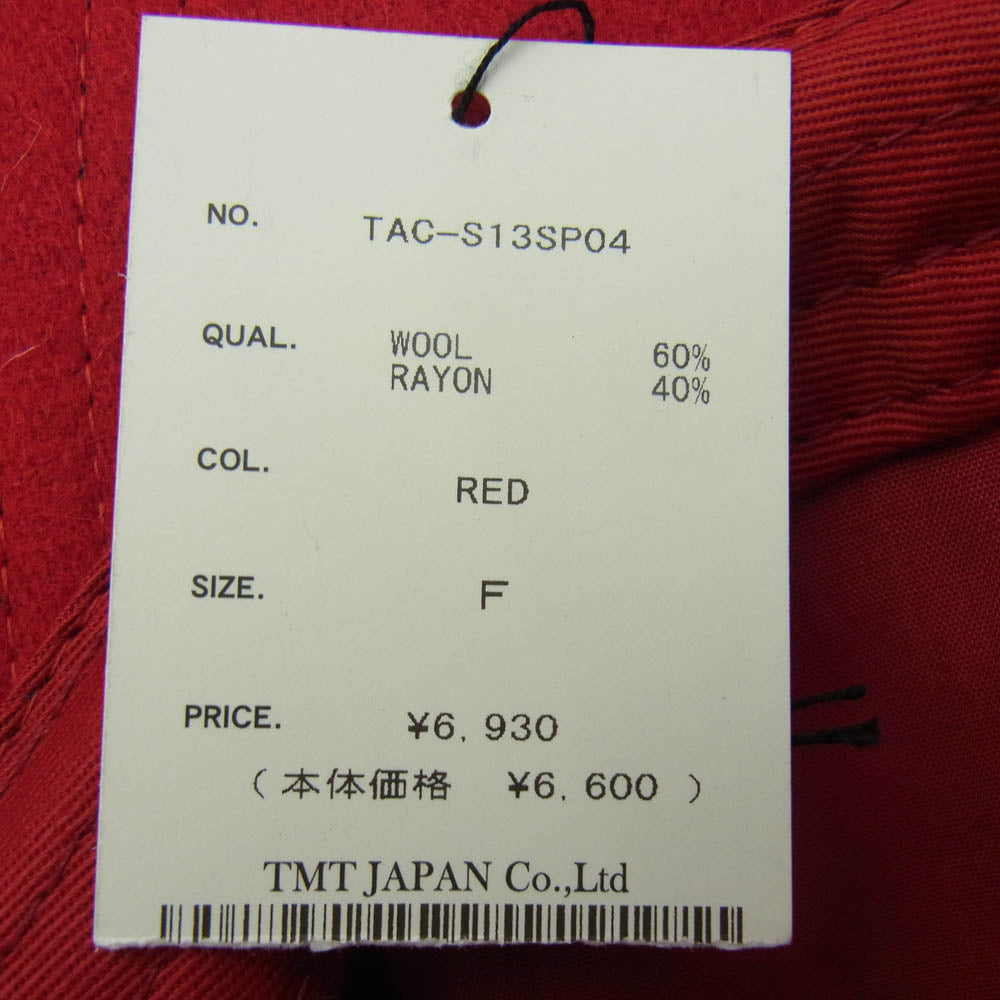 NO. TAC-S13SP04
QUAL. WOOL 60%
RAYON 40%
COL. RED
SIZE. F
PRICE. ¥6,930
(本体価格 ¥6,600)
TMT JAPAN Co.,Ltd